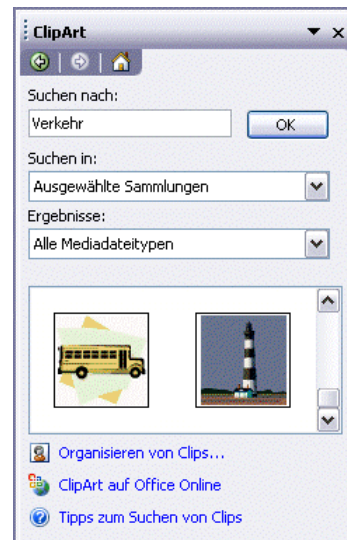 ClipArt
Suchen nach:
Verkehr
OK
Suchen in:
Ausgewählte Sammlungen
Ergebnisse:
Alle Mediadateitypen
Organisieren von Clips...
ClipArt auf Office Online
Tipps zum Suchen von Clips